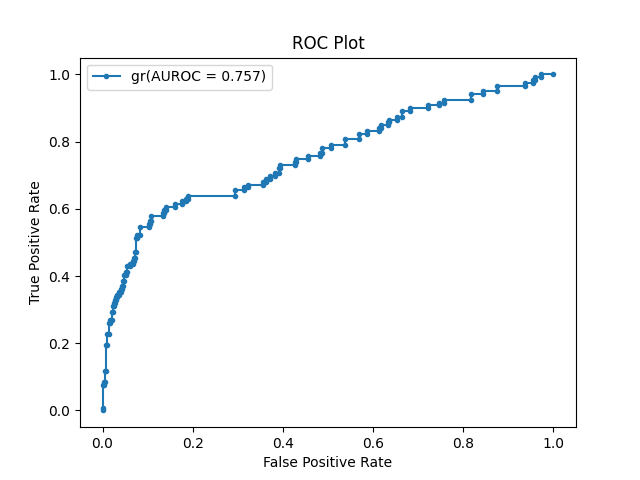 ROC Plot
gr(AUROC = 0.757)
1.0
0.8
0.6
0.4
0.2
0.0
True Positive Rate
0.0 0.2 0.4 0.6 0.8 1.0
False Positive Rate